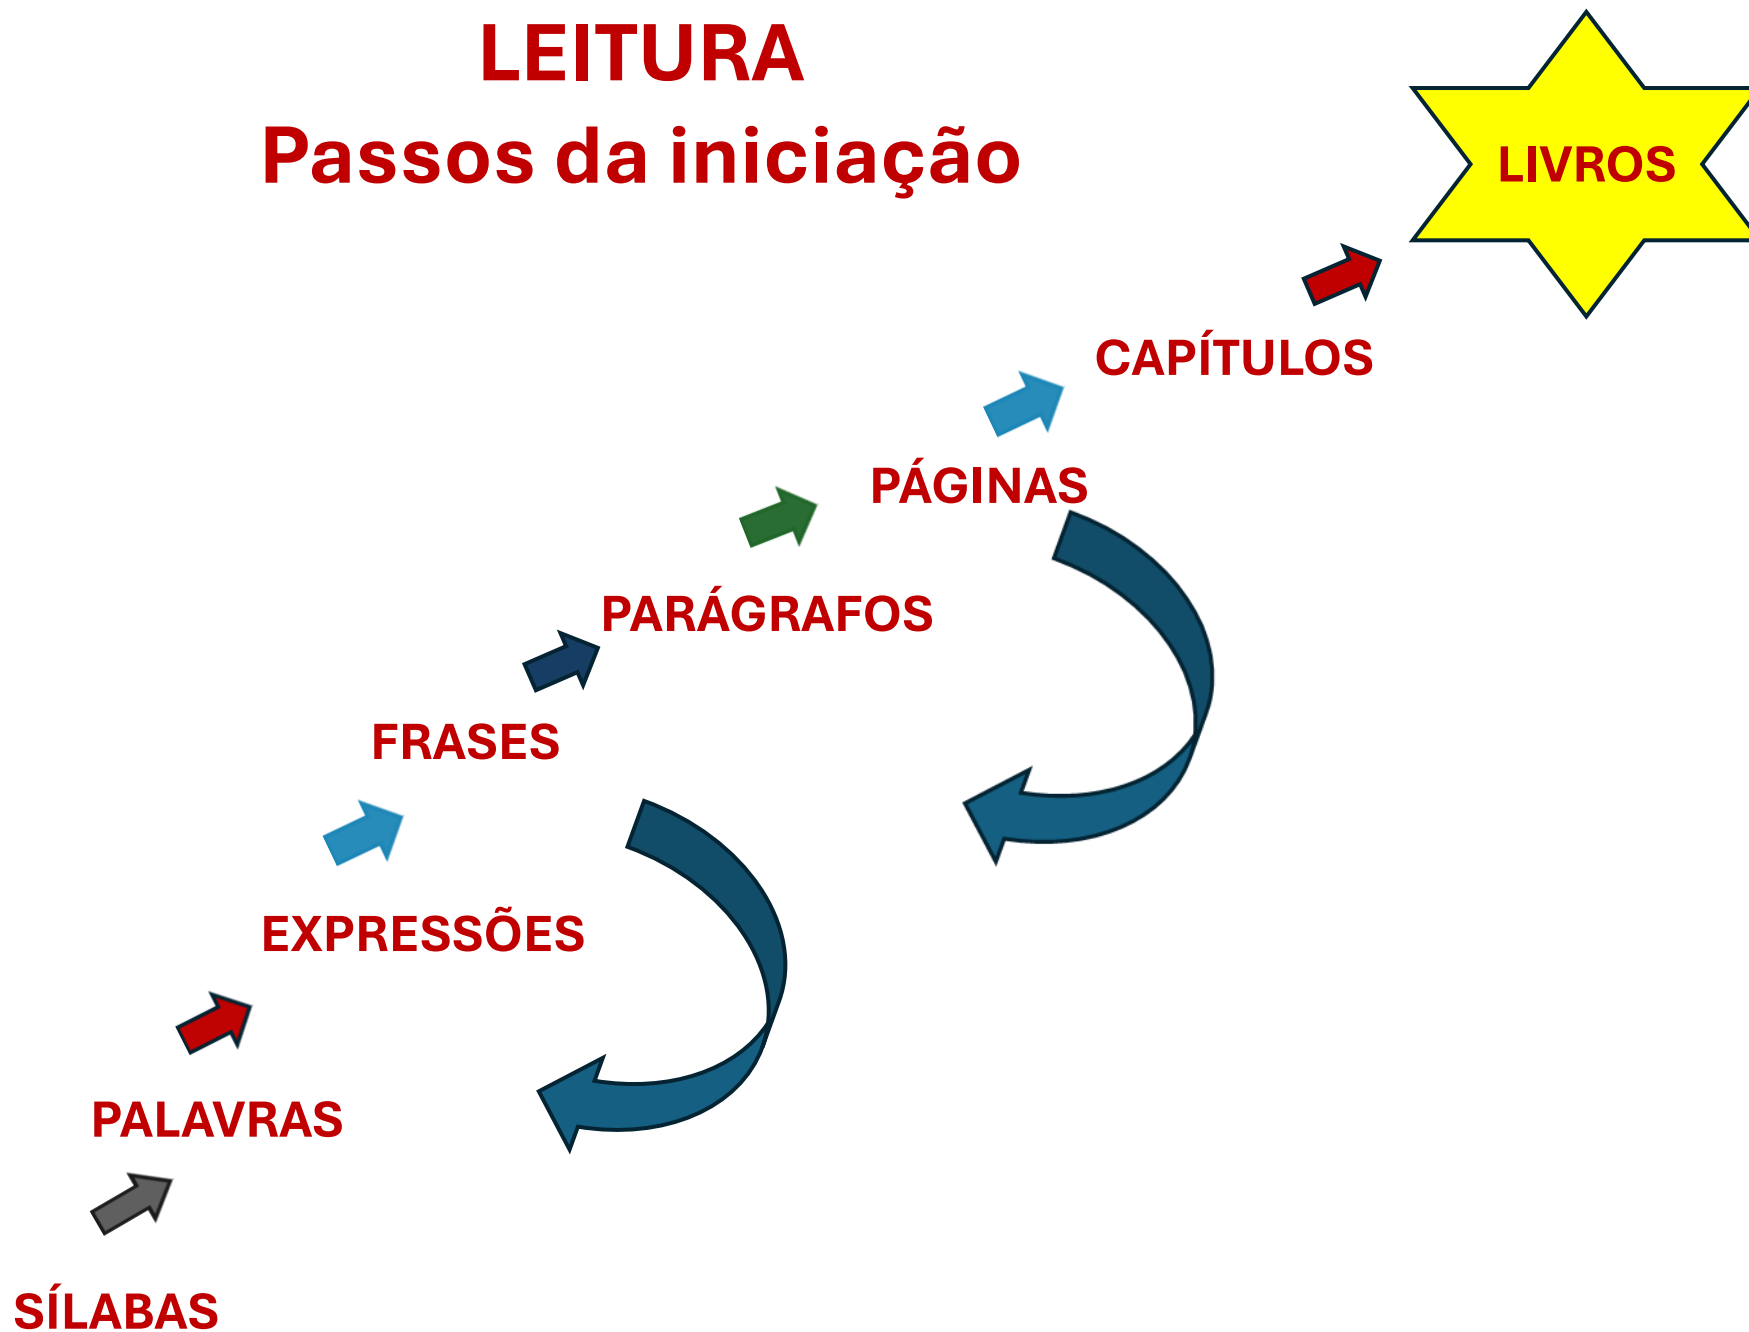 LEITURA
Passos da iniciação
LIVROS
CAPÍTULOS
PÁGINAS
PARÁGRAFOS
FRASES
EXPRESSÕES
PALAVRAS
SÍLABAS